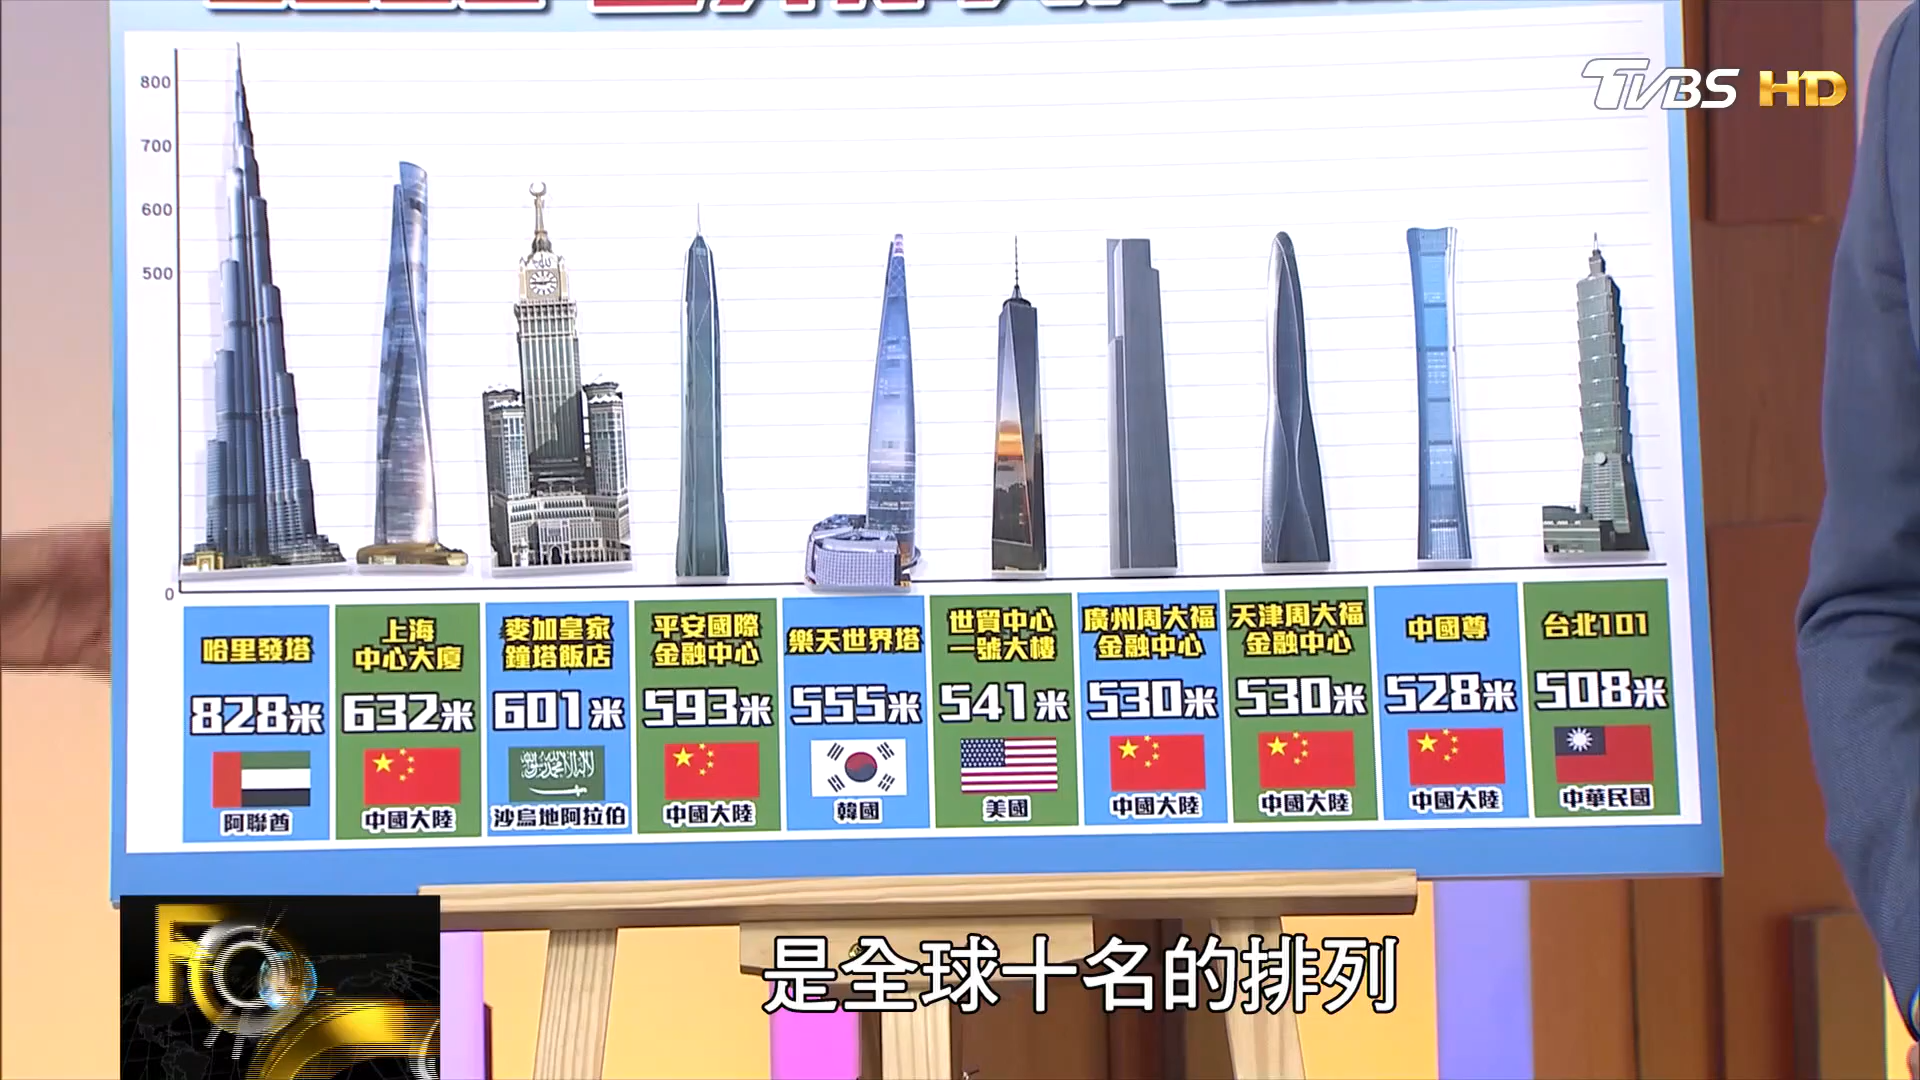 TVBS HD
800
700
600
500
0
哈里發塔
828米
阿聯酋
上海
中心大廈
632米
中國大陸
麥加皇家
鐘塔飯店
601米
沙烏地阿拉伯
平安國際
金融中心
593米
中國大陸
樂天世界塔
555米
韓國
世貿中心
一號大樓
541米
美國
廣州周大福
金融中心
530米
中國大陸
天津周大福
金融中心
530米
中國大陸
中國尊
528米
中國大陸
台北101
508米
中華民國
是全球十名的排列